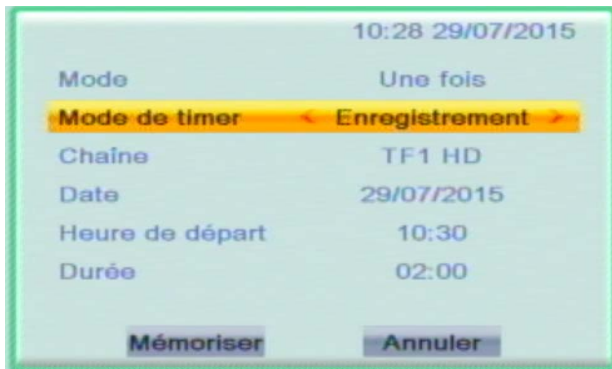 10:28 29/07/2015
Mode Une fois
Mode de timer < Enregistrement >
Chaîne TF1 HD
Date 29/07/2015
Heure de départ 10:30
Durée 02:00
Mémoriser Annuler